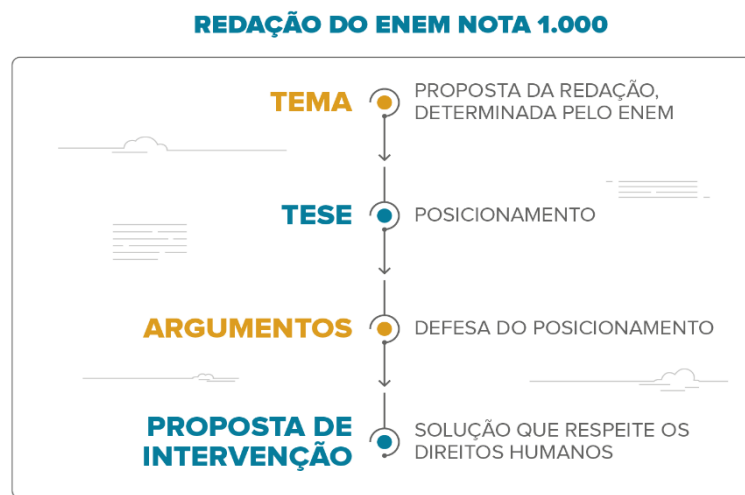 REDAÇÃO DO ENEM NOTA 1.000
TEMA
PROPOSTA DA REDAÇÃO,
DETERMINADA PELO ENEM
TESE
POSICIONAMENTO
ARGUMENTOS
DEFESA DO POSICIONAMENTO
PROPOSTA DE
INTERVENÇÃO
SOLUÇÃO QUE RESPEITE OS
DIREITOS HUMANOS